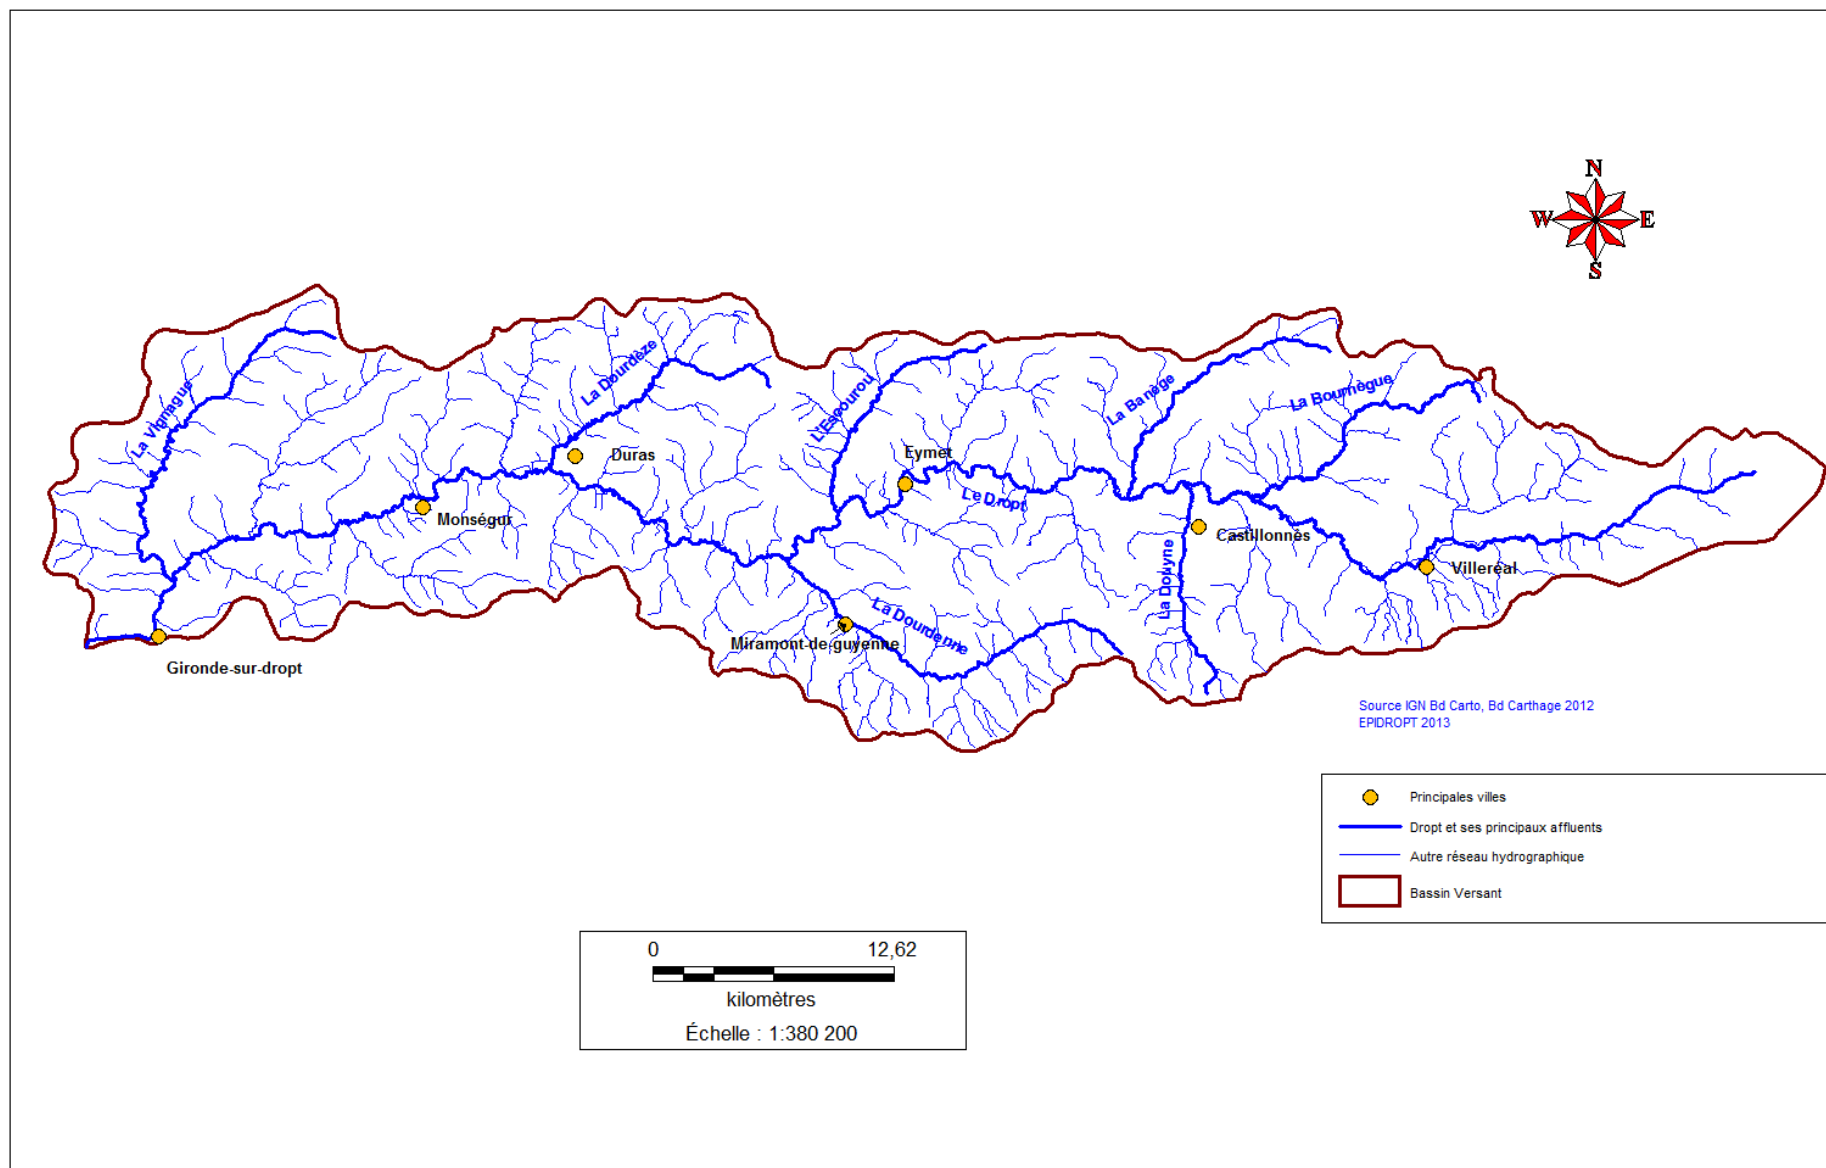 N
W
E
S
La Vignague
La Dourdèze
L'Escourou
La Banège
La Bournègue
Duras
Eymet
Le Dropt
Monségur
Castillonnès
La Douyne
Villeréal
La Dourdenne
Miramont-de-guyenne
Gironde-sur-dropt
Source IGN Bd Carto, Bd Carthage 2012
EPIDROPT 2013
Principales villes
Dropt et ses principaux affluents
Autre réseau hydrographique
Bassin Versant
0 12,62
kilomètres
Échelle : 1:380 200